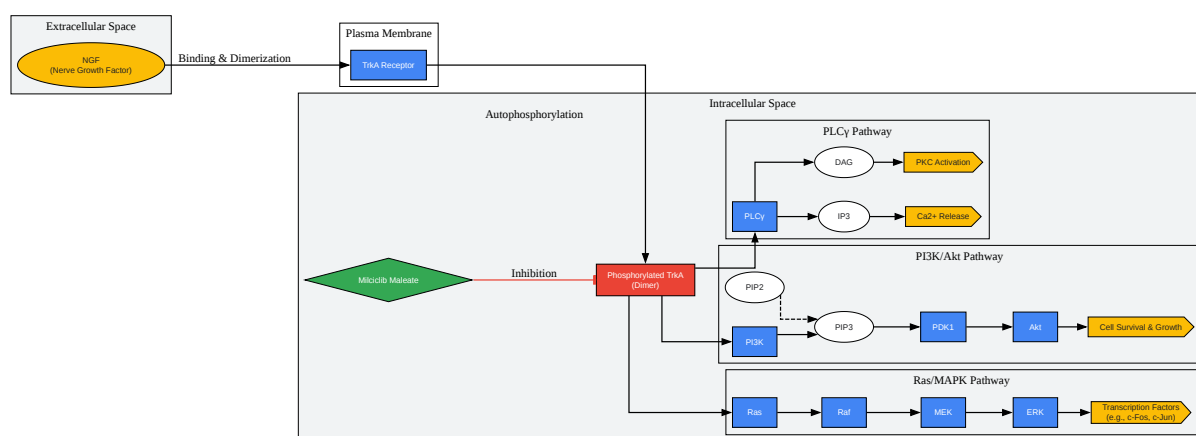 Extracellular Space
NGF
(Nerve Growth Factor)
Binding & Dimerization
Plasma Membrane
TrkA Receptor
Intracellular Space
Autophosphorylation
PLCγ Pathway
DAG
PKC Activation
PLCγ
IP3
Ca2+ Release
Milciclib Maleate
Inhibition
Phosphorylated TrkA
(Dimer)
PI3K/Akt Pathway
PIP2
PI3K
PIP3
PDK1
Akt
Cell Survival & Growth
Ras/MAPK Pathway
Ras
Raf
MEK
ERK
Transcription Factors
(e.g., c-Fos, c-Jun)